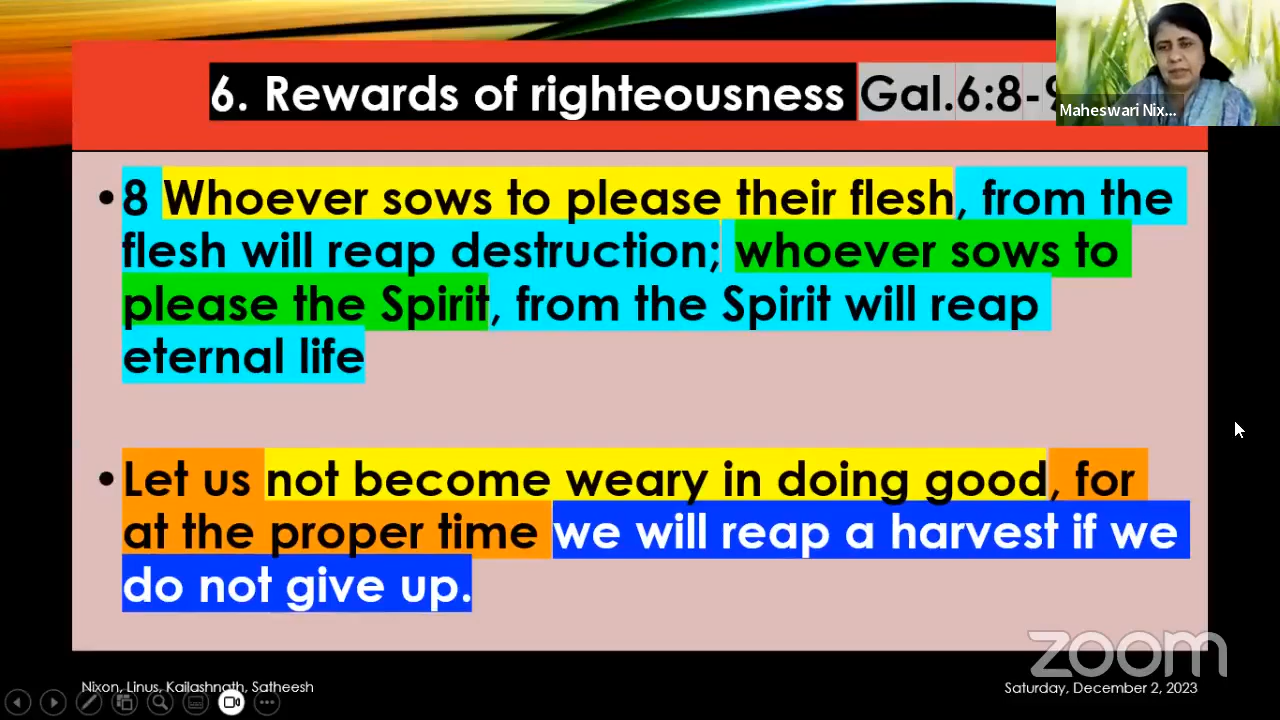 6. Rewards of righteousness Gal.6:8-9
Maheswari Nix...
•8 Whoever sows to please their flesh, from the
flesh will reap destruction; whoever sows to
please the Spirit, from the Spirit will reap
eternal life
•Let us not become weary in doing good, for
at the proper time we will reap a harvest if we
do not give up.
zoom
Nixon, Linus, Kailashnath, Satheesh
Saturday, December 2, 2023